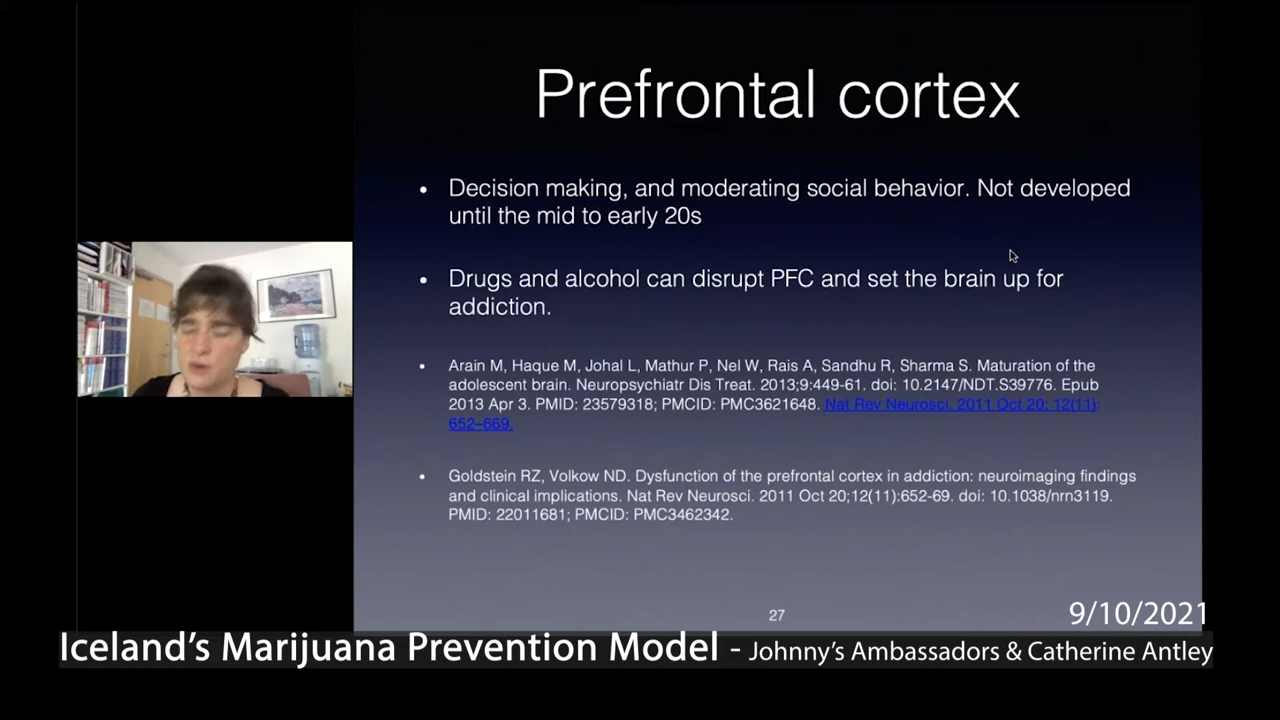 Prefrontal cortex
• Decision making, and moderating social behavior. Not developed
until the mid to early 20s
• Drugs and alcohol can disrupt PFC and set the brain up for
addiction.
• Arain M, Haque M, Johal L, Mathur P, Nel W, Rais A, Sandhu R, Sharma S. Maturation of the
adolescent brain. Neuropsychiatr Dis Treat. 2013;9:449-61. doi: 10.2147/NDT.S39776. Epub
2013 Apr 3. PMID: 23579318; PMCID: PMC3621648. Nat Rev Neurosci. 2011 Oct 20; 12(11):
652–669.
• Goldstein RZ, Volkow ND. Dysfunction of the prefrontal cortex in addiction: neuroimaging findings
and clinical implications. Nat Rev Neurosci. 2011 Oct 20;12(11):652-69. doi: 10.1038/nrn3119.
PMID: 22011681; PMCID: PMC3462342.
27
9/10/2021
Iceland's Marijuana Prevention Model - Johnny's Ambassadors & Catherine Antley